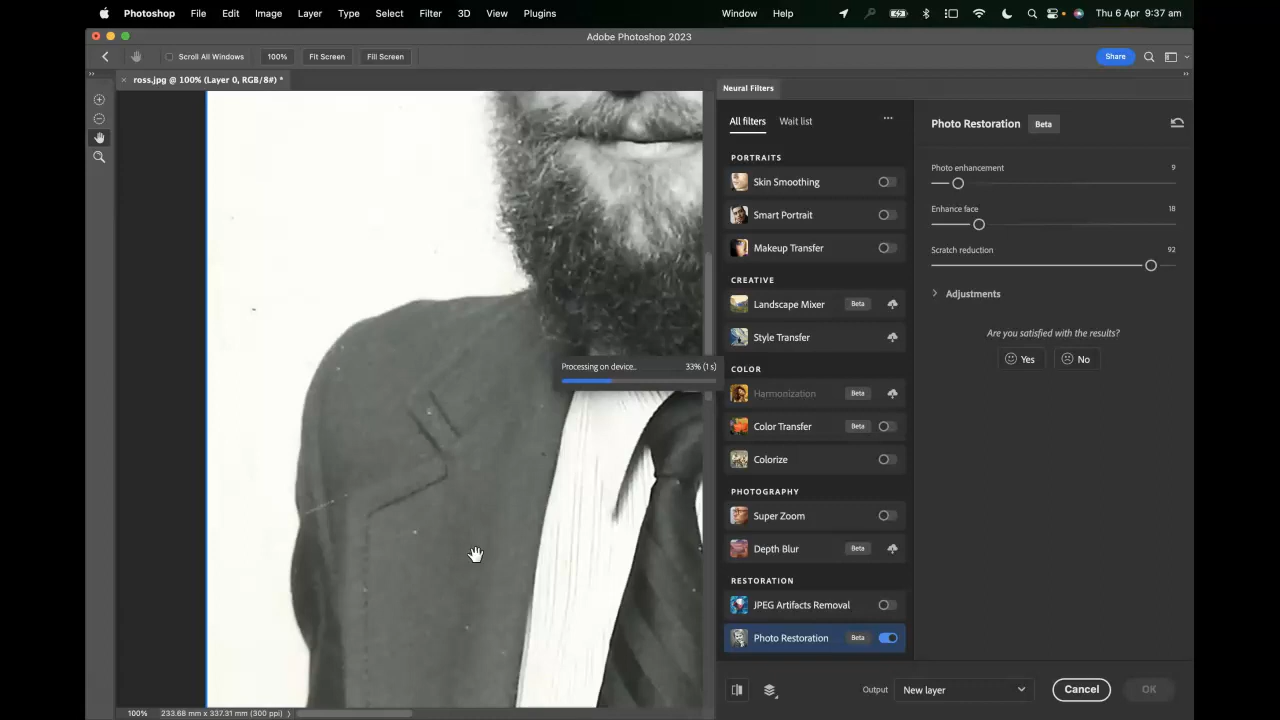 Photoshop File Edit Image Layer Type Select Filter 3D View Plugins Window Help Thu 6 Apr 9:37 am
Adobe Photoshop 2023
Scroll All Windows 100% Fit Screen Fill Screen Share
ross.jpg @ 100% (Layer 0, RGB/8#) *
Neural Filters
All filters Wait list
Photo Restoration Beta
PORTRAITS
Photo enhancement 9
Skin Smoothing
Smart Portrait
Enhance face 18
Makeup Transfer
Scratch reduction 92
CREATIVE
Adjustments
Landscape Mixer Beta
Style Transfer
Are you satisfied with the results?
Yes No
Processing on device.. 33% (1 s)
COLOR
Harmonization Beta
Color Transfer Beta
Colorize
PHOTOGRAPHY
Super Zoom
Depth Blur Beta
RESTORATION
JPEG Artifacts Removal
Photo Restoration Beta
Output New layer Cancel OK
100% 233.68 mm x 337.31 mm (300 ppi)